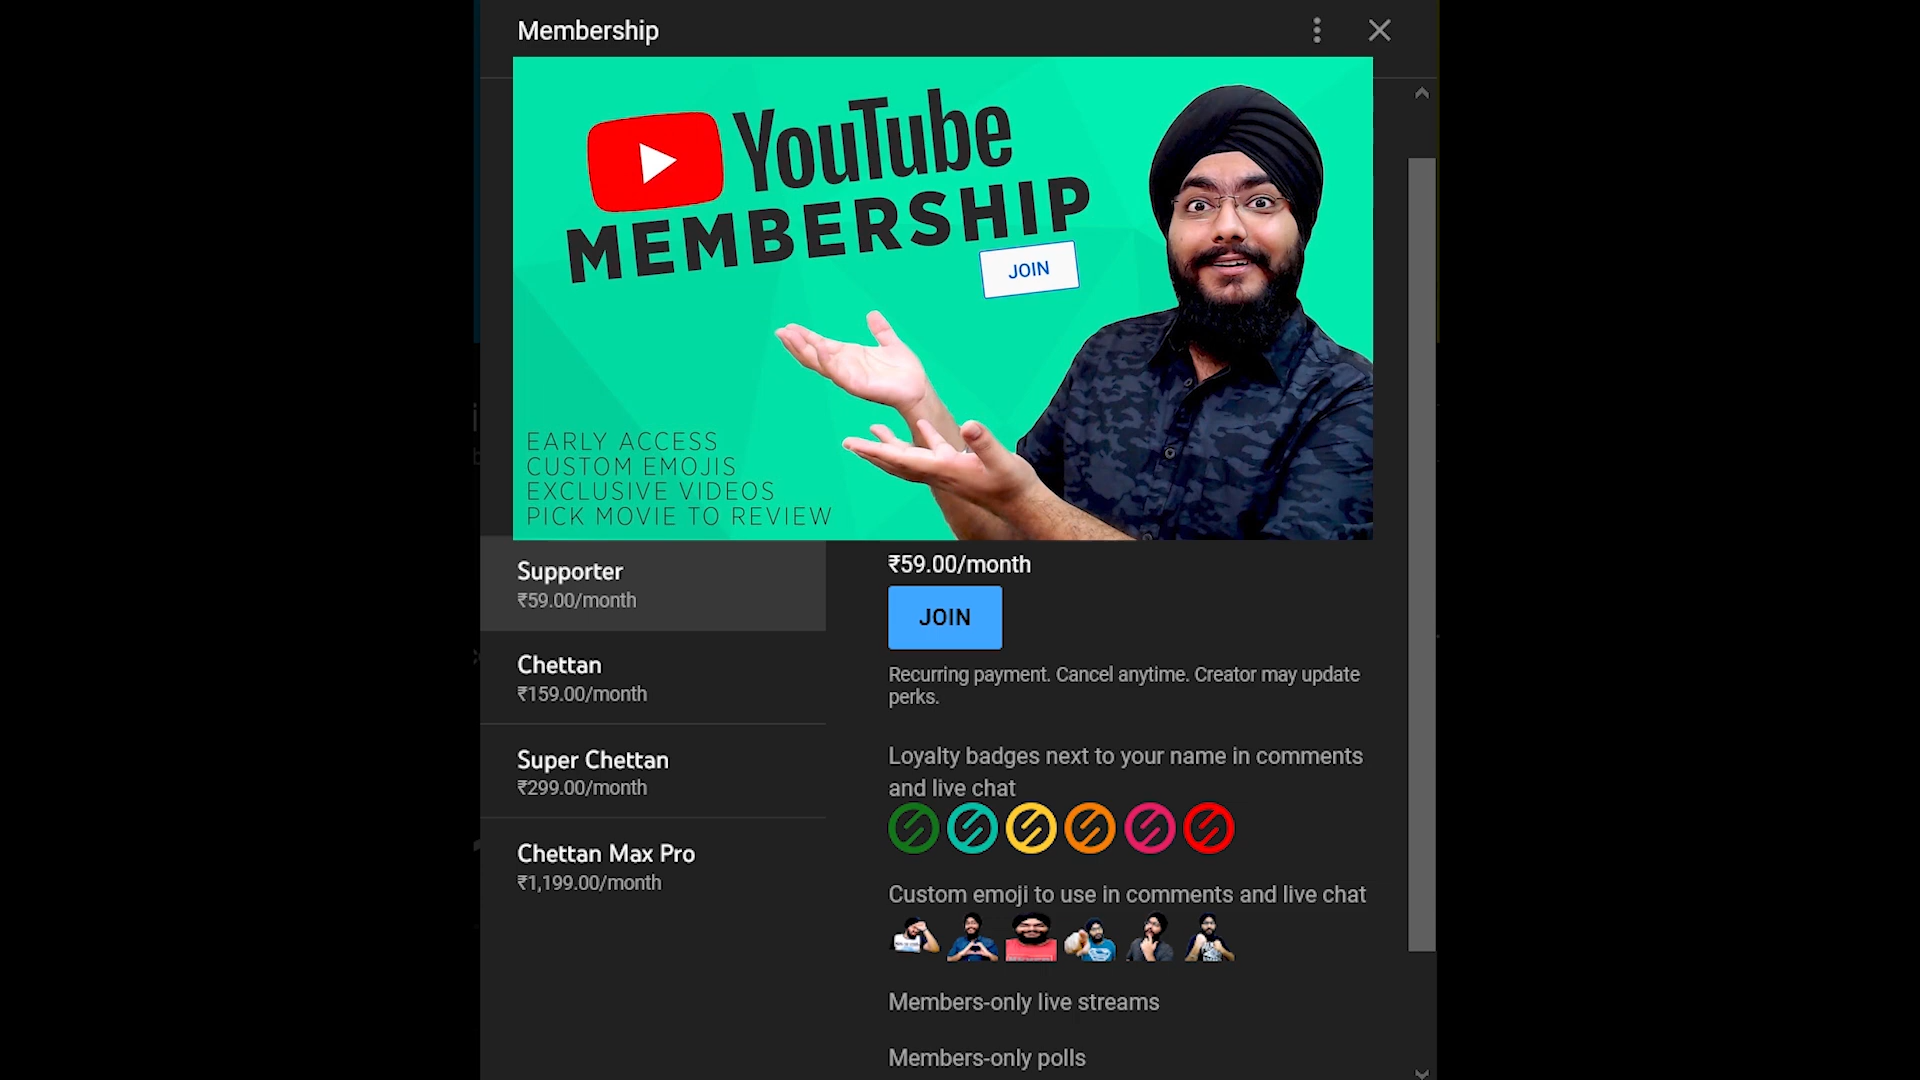 Membership
YouTube
MEMBERSHIP
JOIN
EARLY ACCESS
CUSTOM EMOJIS
EXCLUSIVE VIDEOS
PICK MOVIE TO REVIEW
Supporter
₹59.00/month
Chettan
₹159.00/month
Super Chettan
₹299.00/month
Chettan Max Pro
₹1,199.00/month
₹59.00/month
JOIN
Recurring payment. Cancel anytime. Creator may update
perks.
Loyalty badges next to your name in comments
and live chat
Custom emoji to use in comments and live chat
Members-only live streams
Members-only polls